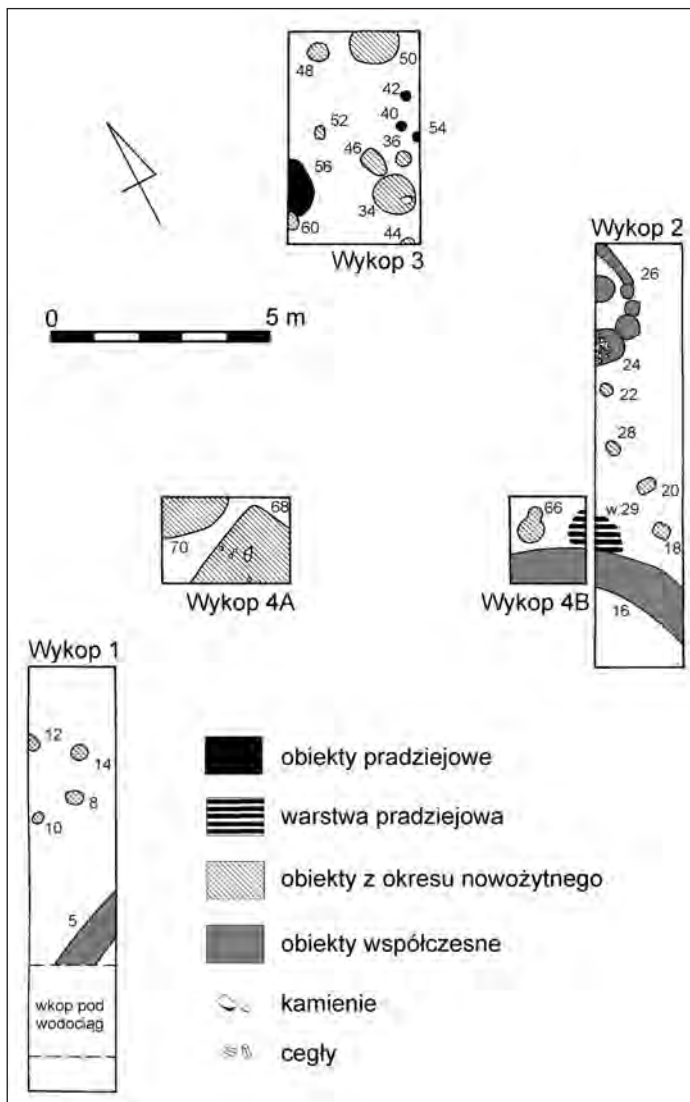 48
50
42
40
54
52
36
46
56
34
60
44
Wykop 3
Wykop 2
26
0 5 m
24
22
28
20
w.29
66
18
68
70
Wykop 4A
Wykop 4B
16
Wykop 1
12
14
8
10
5
wkop pod
wodociąg
obiekty pradziejowe
warstwa pradziejowa
obiekty z okresu nowożytnego
obiekty współczesne
kamienie
cegły